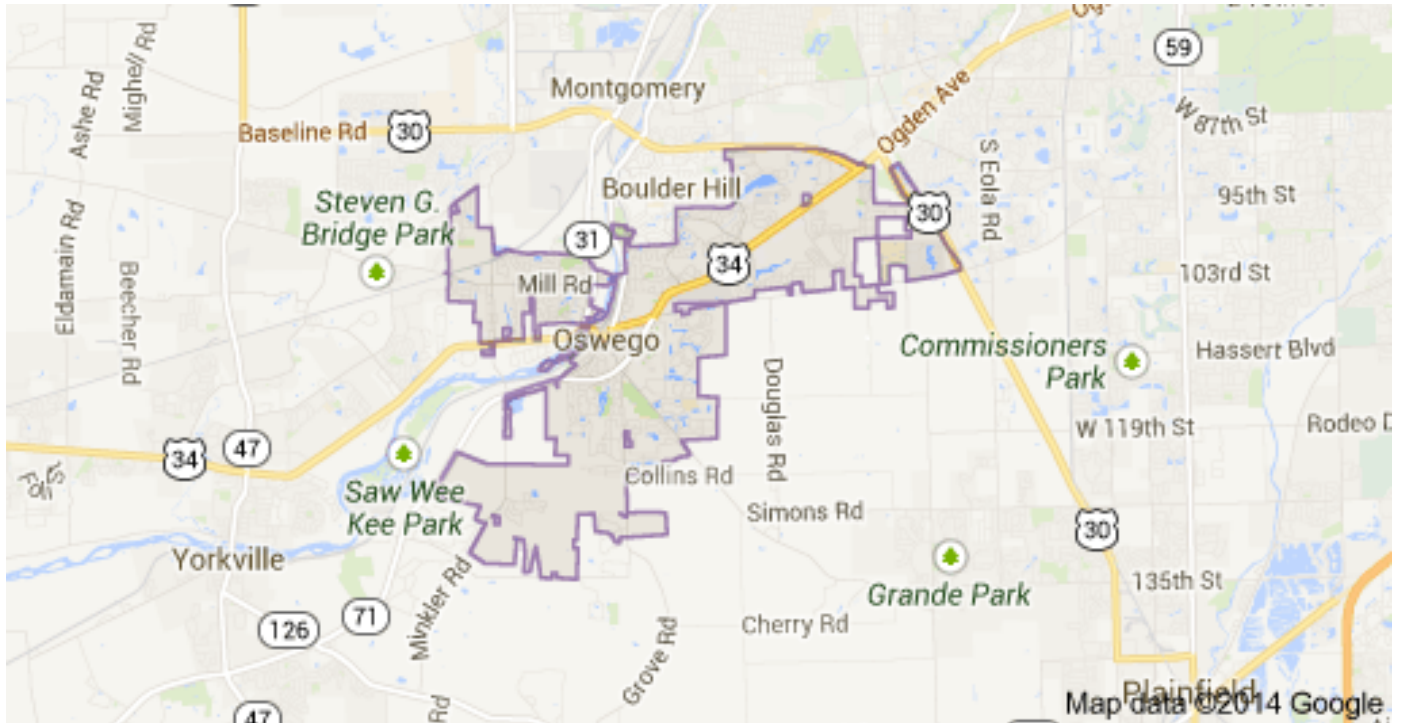 59
Ogden Ave
W 87th St
Montgomery
Mighell Rd
Ashe Rd
Baseline Rd
30
S Eola Rd
95th St
Boulder Hill
Steven G.
Bridge Park
30
31
Eldamain Rd
Beecher Rd
34
103rd St
Mill Rd
Oswego
Commissioners
Park
Hassert Blvd
Douglas Rd
W 119th St
Rodeo D
34
47
Collins Rd
Saw Wee
Kee Park
Simons Rd
30
Yorkville
135th St
Grande Park
Minkler Rd
71
126
Cherry Rd
Grove Rd
Plainfield
Map data ©2014 Google
47
Rd